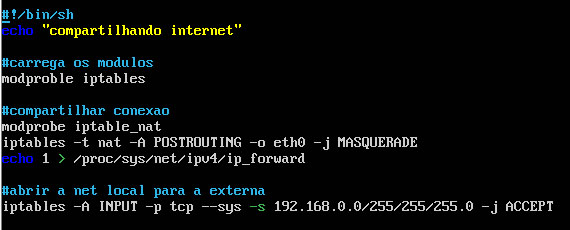 #!/bin/sh
echo "compartilhando internet"
#carrega os modulos
modproble iptables
#compartilhar conexao
modprobe iptable_nat
iptables -t nat -A POSTROUTING -o eth0 -j MASQUERADE
echo 1 > /proc/sys/net/ipv4/ip_forward
#abrir a net local para a externa
iptables -A INPUT -p tcp --sys -s 192.168.0.0/255/255/255.0 -j ACCEPT